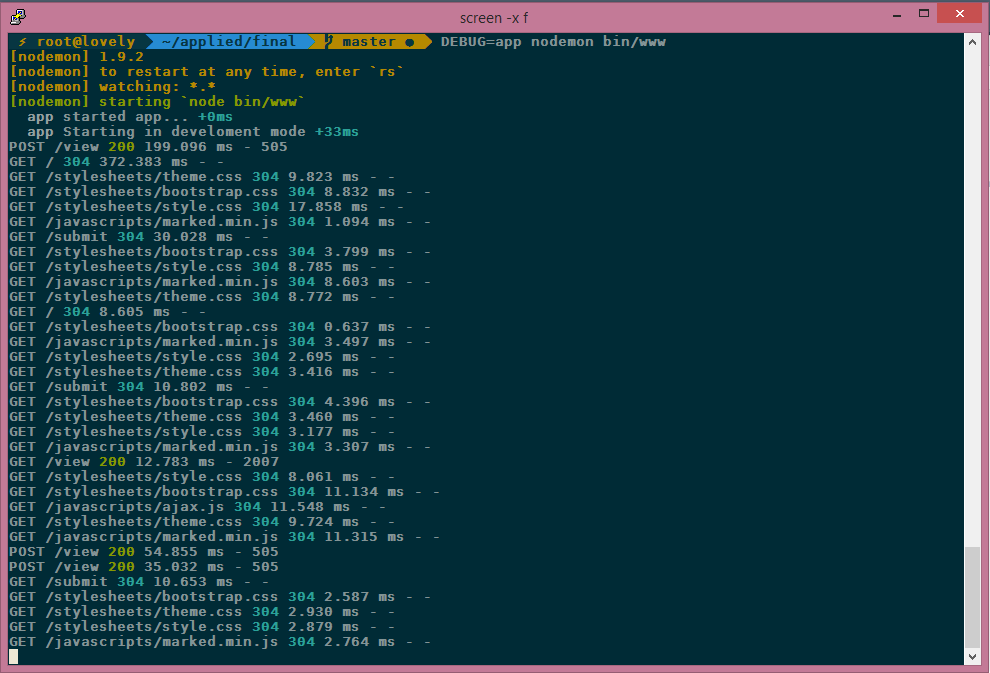 screen -x f
⚡ root@lovely ~/applied/final master ● DEBUG=app nodemon bin/www
[nodemon] 1.9.2
[nodemon] to restart at any time, enter `rs`
[nodemon] watching: *.*
[nodemon] starting `node bin/www`
app started app... +0ms
app Starting in develoment mode +33ms
POST /view 200 199.096 ms - 505
GET / 304 372.383 ms - -
GET /stylesheets/theme.css 304 9.823 ms - -
GET /stylesheets/bootstrap.css 304 8.832 ms - -
GET /stylesheets/style.css 304 17.858 ms - -
GET /javascripts/marked.min.js 304 1.094 ms - -
GET /submit 304 30.028 ms - -
GET /stylesheets/bootstrap.css 304 3.799 ms - -
GET /stylesheets/style.css 304 8.785 ms - -
GET /javascripts/marked.min.js 304 8.603 ms - -
GET /stylesheets/theme.css 304 8.772 ms - -
GET / 304 8.605 ms - -
GET /stylesheets/bootstrap.css 304 0.637 ms - -
GET /javascripts/marked.min.js 304 3.497 ms - -
GET /stylesheets/style.css 304 2.695 ms - -
GET /stylesheets/theme.css 304 3.416 ms - -
GET /submit 304 10.802 ms - -
GET /stylesheets/bootstrap.css 304 4.396 ms - -
GET /stylesheets/theme.css 304 3.460 ms - -
GET /stylesheets/style.css 304 3.177 ms - -
GET /javascripts/marked.min.js 304 3.307 ms - -
GET /view 200 12.783 ms - 2007
GET /stylesheets/style.css 304 8.061 ms - -
GET /stylesheets/bootstrap.css 304 11.134 ms - -
GET /javascripts/ajax.js 304 11.548 ms - -
GET /stylesheets/theme.css 304 9.724 ms - -
GET /javascripts/marked.min.js 304 11.315 ms - -
POST /view 200 54.855 ms - 505
POST /view 200 35.032 ms - 505
GET /submit 304 10.653 ms - -
GET /stylesheets/bootstrap.css 304 2.587 ms - -
GET /stylesheets/theme.css 304 2.930 ms - -
GET /stylesheets/style.css 304 2.879 ms - -
GET /javascripts/marked.min.js 304 2.764 ms - -